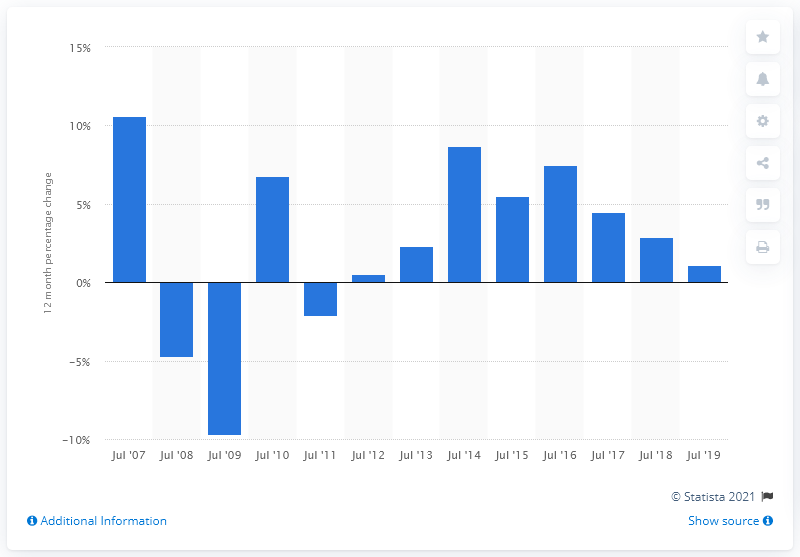 15%
10%
5%
0%
−5%
−10%
12 month percentage change
Jul '07 Jul '08 Jul '09 Jul '10 Jul '11 Jul '12 Jul '13 Jul '14 Jul '15 Jul '16 Jul '17 Jul '18 Jul '19
© Statista 2021
Additional Information
Show source